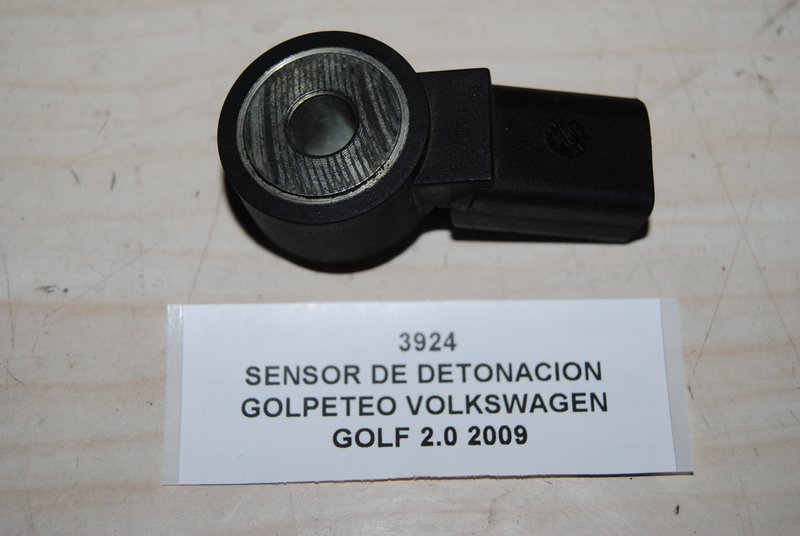 3924
SENSOR DE DETONACION
GOLPETEO VOLKSWAGEN
GOLF 2.0 2009